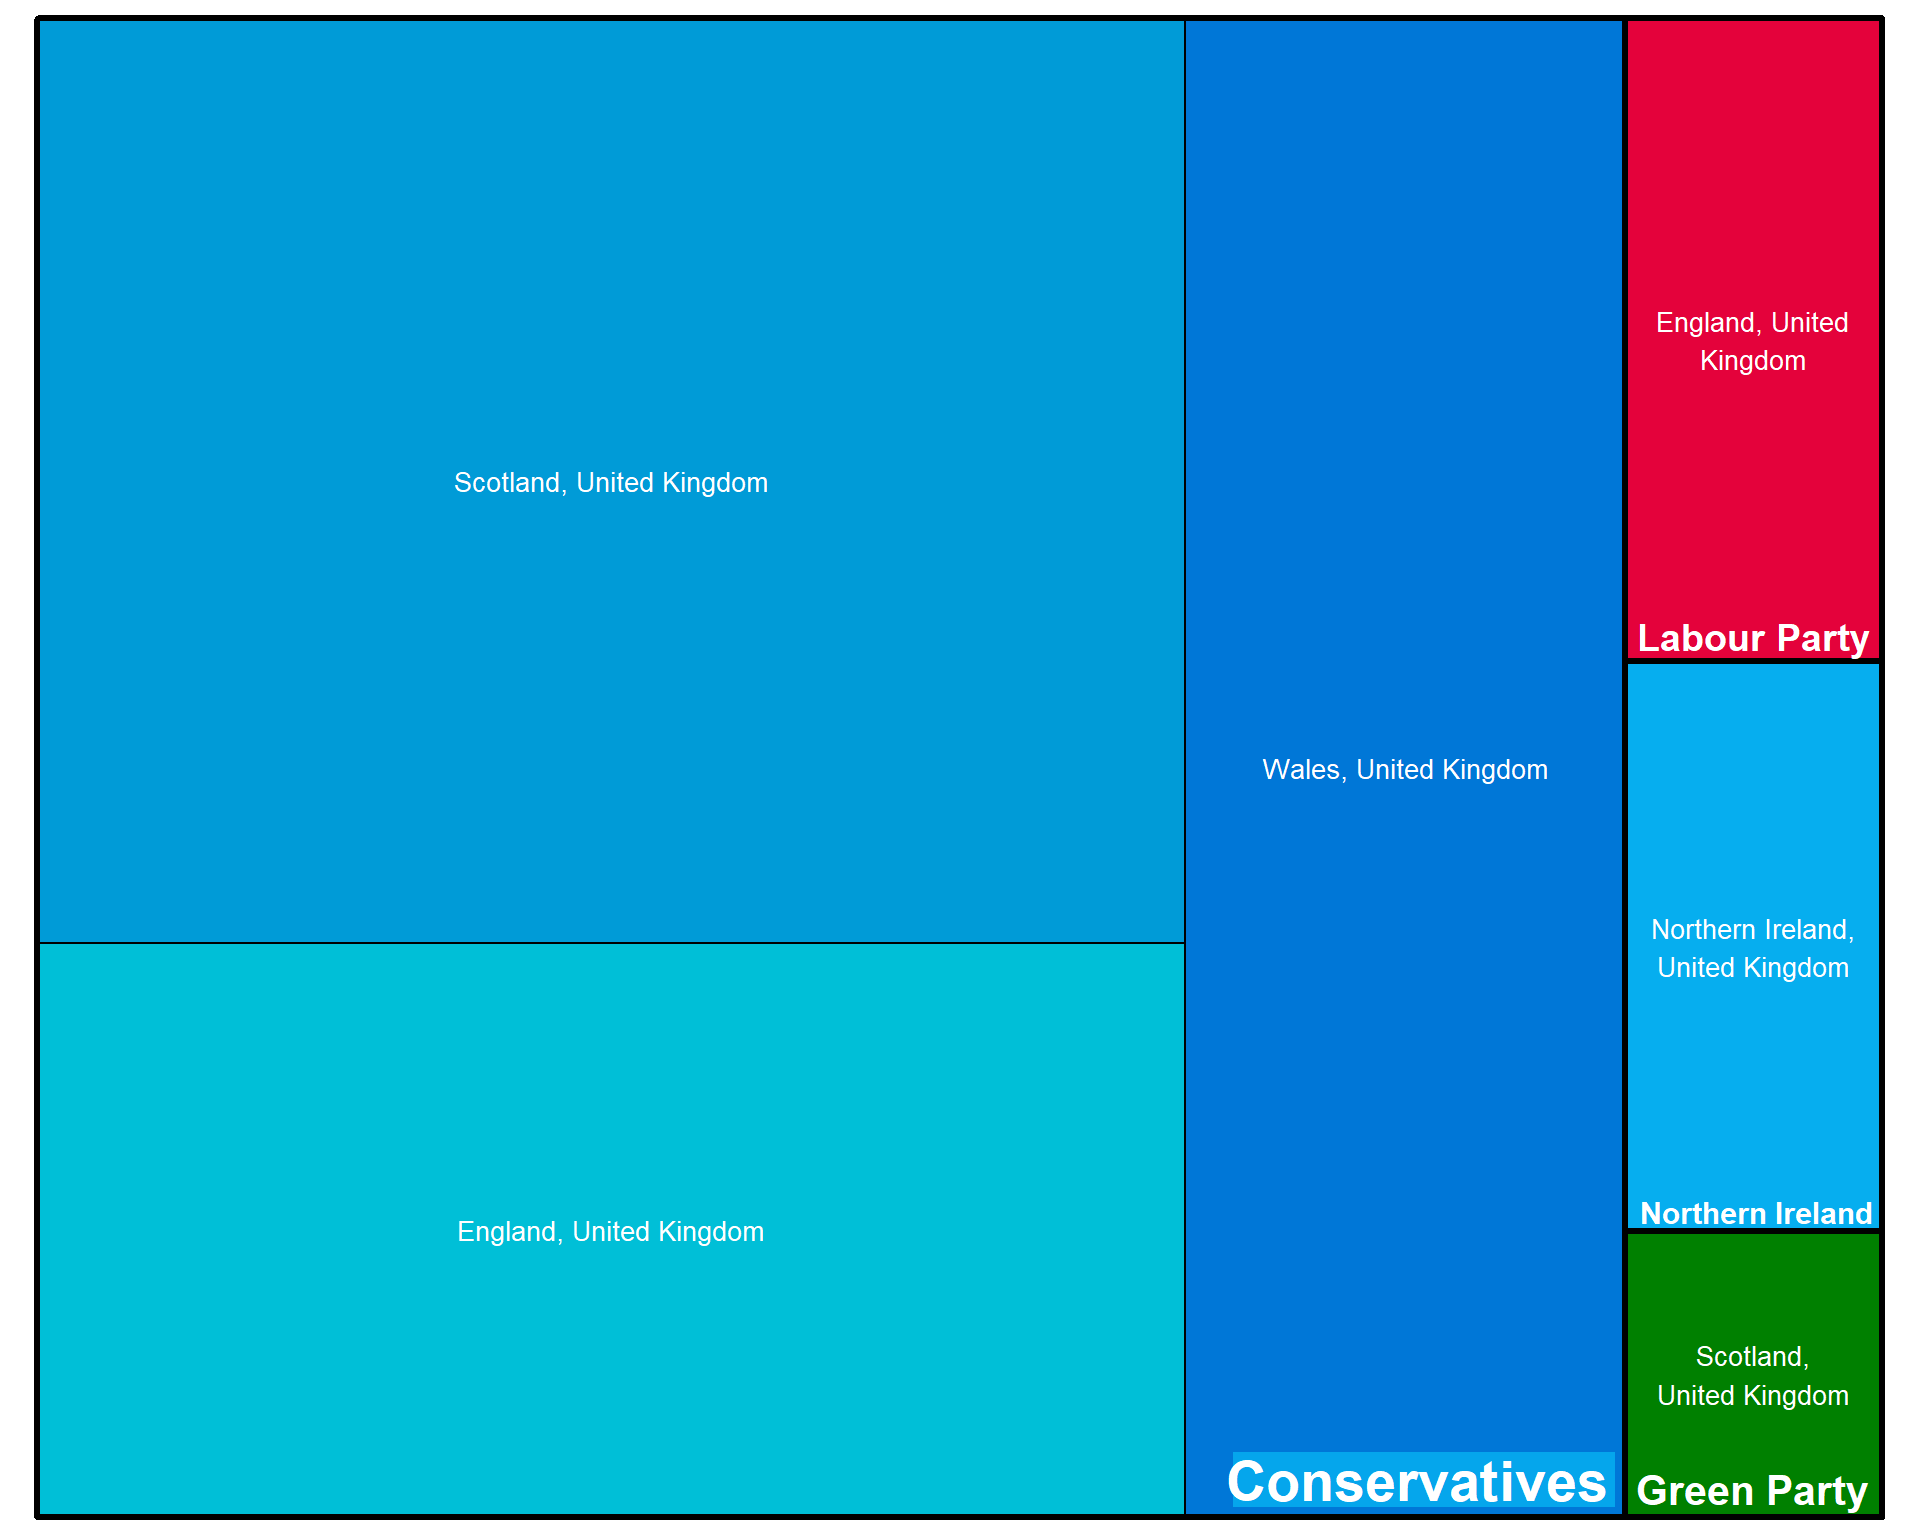 Scotland, United Kingdom
England, United Kingdom
Wales, United Kingdom
Conservatives
England, United
Kingdom
Labour Party
Northern Ireland,
United Kingdom
Northern Ireland
Scotland,
United Kingdom
Green Party